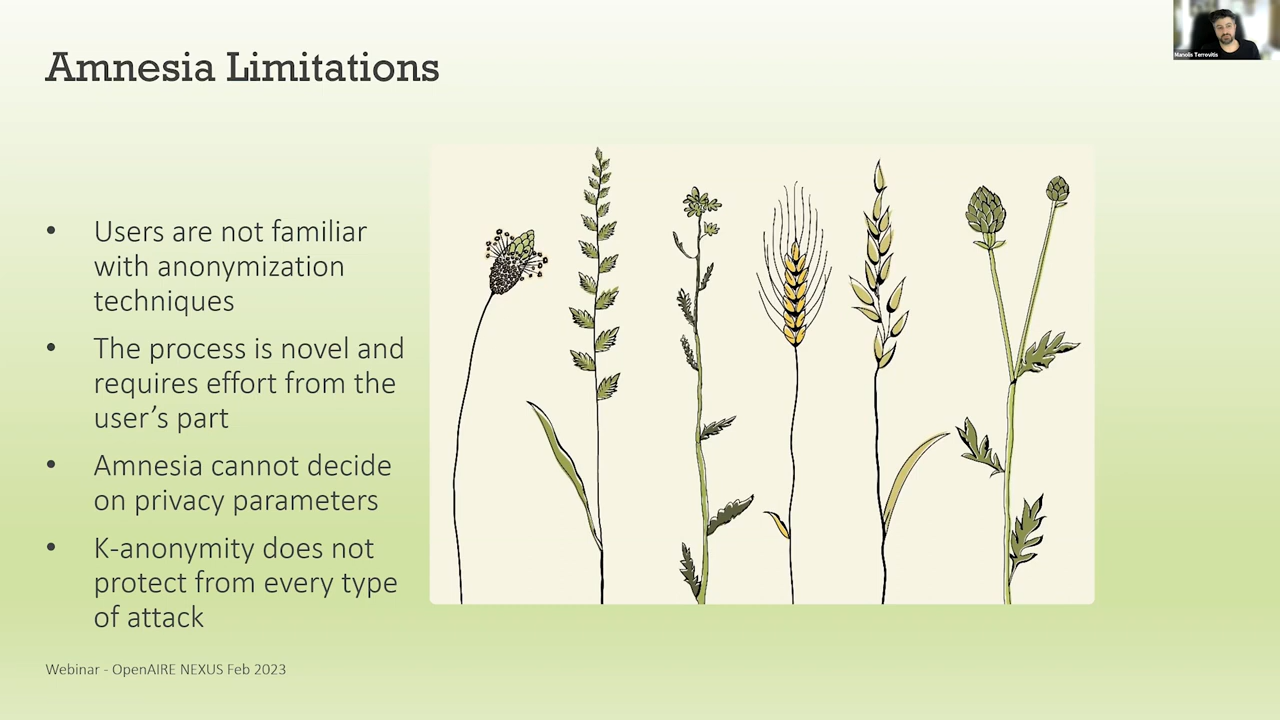 Amnesia Limitations
Manolis Terrovitis
• Users are not familiar
with anonymization
techniques
• The process is novel and
requires effort from the
user’s part
• Amnesia cannot decide
on privacy parameters
• K-anonymity does not
protect from every type
of attack
Webinar - OpenAIRE NEXUS Feb 2023